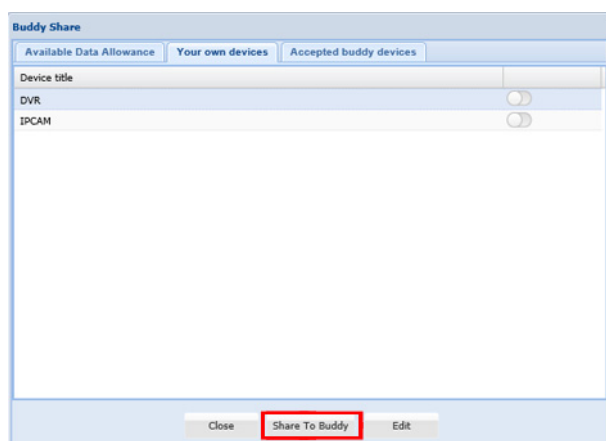 Buddy Share
Available Data Allowance Your own devices Accepted buddy devices
Device title
DVR
IPCAM
Close Share To Buddy Edit